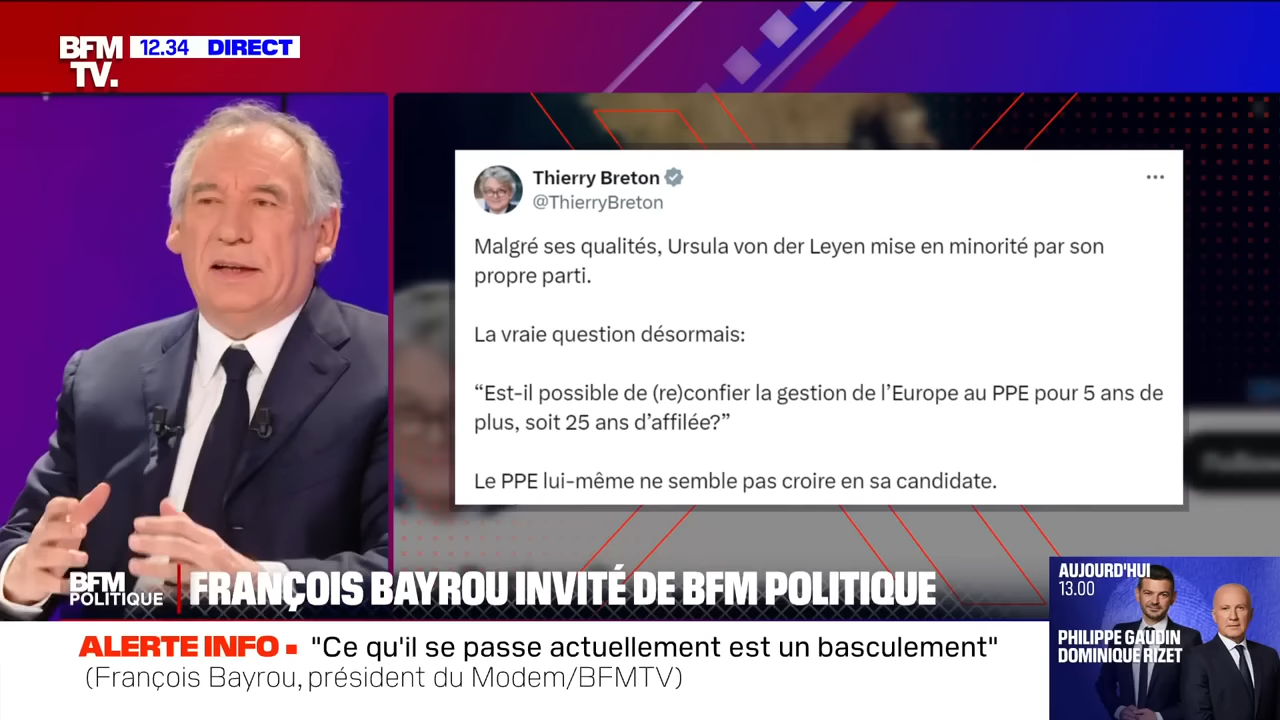 BFM
TV.
12.34 DIRECT
Thierry Breton
@ThierryBreton
Malgré ses qualités, Ursula von der Leyen mise en minorité par son
propre parti.
La vraie question désormais:
“Est-il possible de (re)confier la gestion de l’Europe au PPE pour 5 ans de
plus, soit 25 ans d’affilée?”
Le PPE lui-même ne semble pas croire en sa candidate.
BFM
POLITIQUE
FRANÇOIS BAYROU INVITÉ DE BFM POLITIQUE
ALERTE INFO "Ce qu'il se passe actuellement est un basculement"
(François Bayrou, président du Modem/BFMTV)
AUJOURD'HUI
13.00
PHILIPPE GAUDIN
DOMINIQUE RIZET